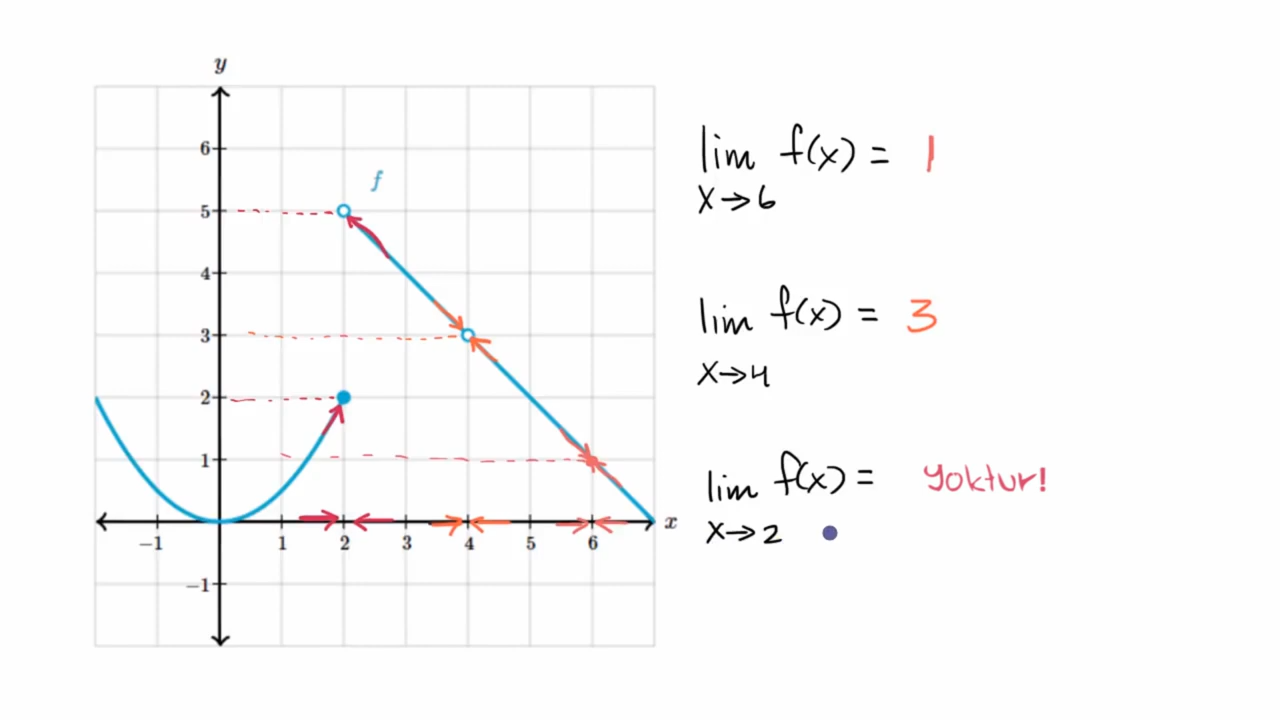 y
f
6
5
4
3
2
1
-1
-1 1 2 3 4 5 6
x
lim f(x) = 1
x→6
lim f(x) = 3
x→4
lim f(x) = yoktur!
x→2